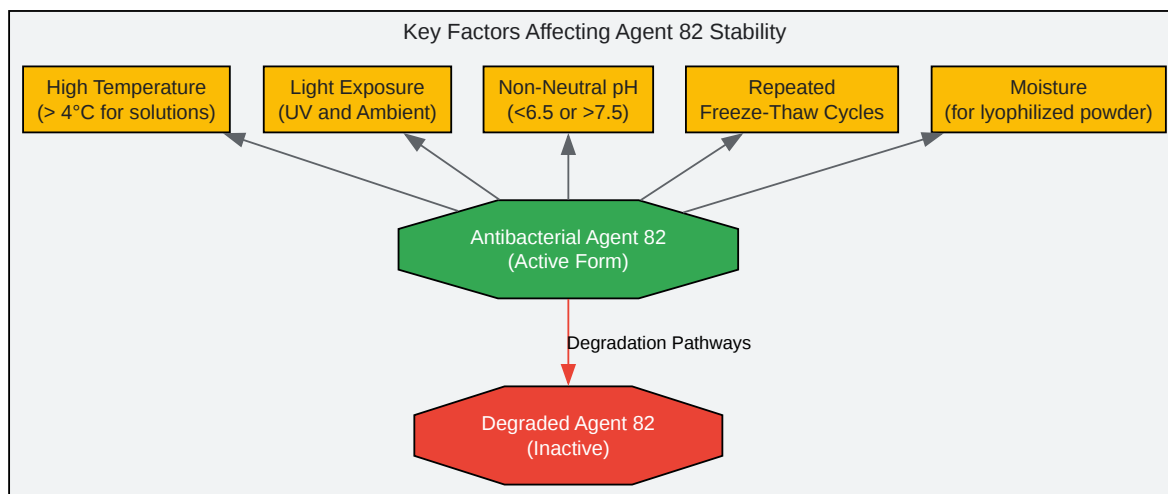 Key Factors Affecting Agent 82 Stability
High Temperature
(> 4°C for solutions)
Light Exposure
(UV and Ambient)
Non-Neutral pH
(<6.5 or >7.5)
Repeated
Freeze-Thaw Cycles
Moisture
(for lyophilized powder)
Antibacterial Agent 82
(Active Form)
Degradation Pathways
Degraded Agent 82
(Inactive)